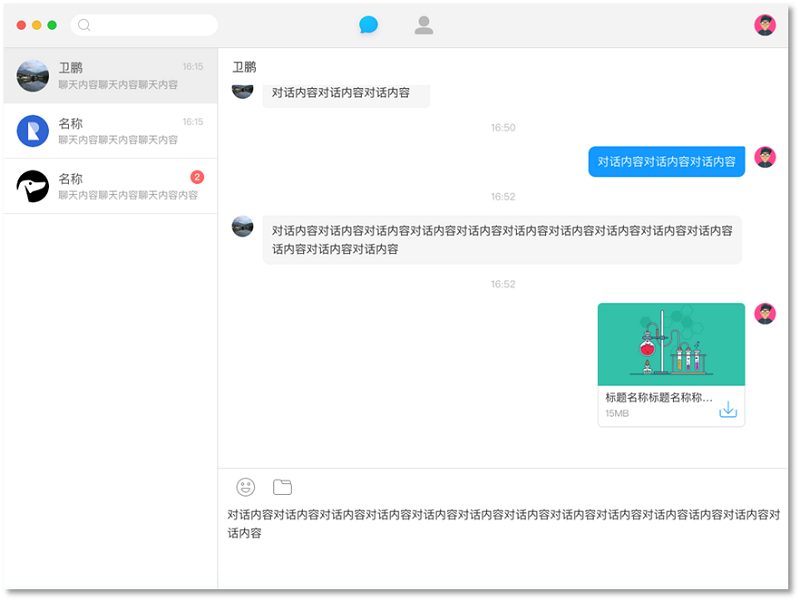 卫鹏
16:15
聊天内容聊天内容聊天内容
名称
16:15
聊天内容聊天内容聊天内容
名称
2
聊天内容聊天内容聊天内容内容
卫鹏
对话内容对话内容对话内容
16:50
对话内容对话内容对话内容
16:52
对话内容对话内容对话内容对话内容对话内容对话内容对话内容对话内容对话内容对话内容
话内容对话内容对话内容
16:52
标题名称标题名称称...
15MB
对话内容对话内容对话内容对话内容对话内容对话内容对话内容对话内容对话内容对话内容话内容对话内容对
话内容